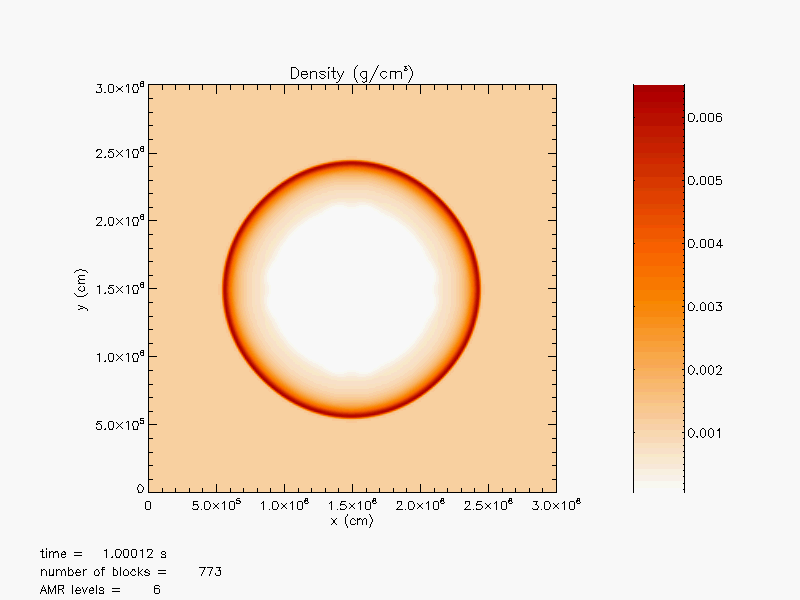 Density (g/cm³)
3.0×10⁶
2.5×10⁶
2.0×10⁶
1.5×10⁶
1.0×10⁶
5.0×10⁵
0
y (cm)
0 5.0×10⁵ 1.0×10⁶ 1.5×10⁶ 2.0×10⁶ 2.5×10⁶ 3.0×10⁶
x (cm)
0.006
0.005
0.004
0.003
0.002
0.001
time = 1.00012 s
number of blocks = 773
AMR levels = 6